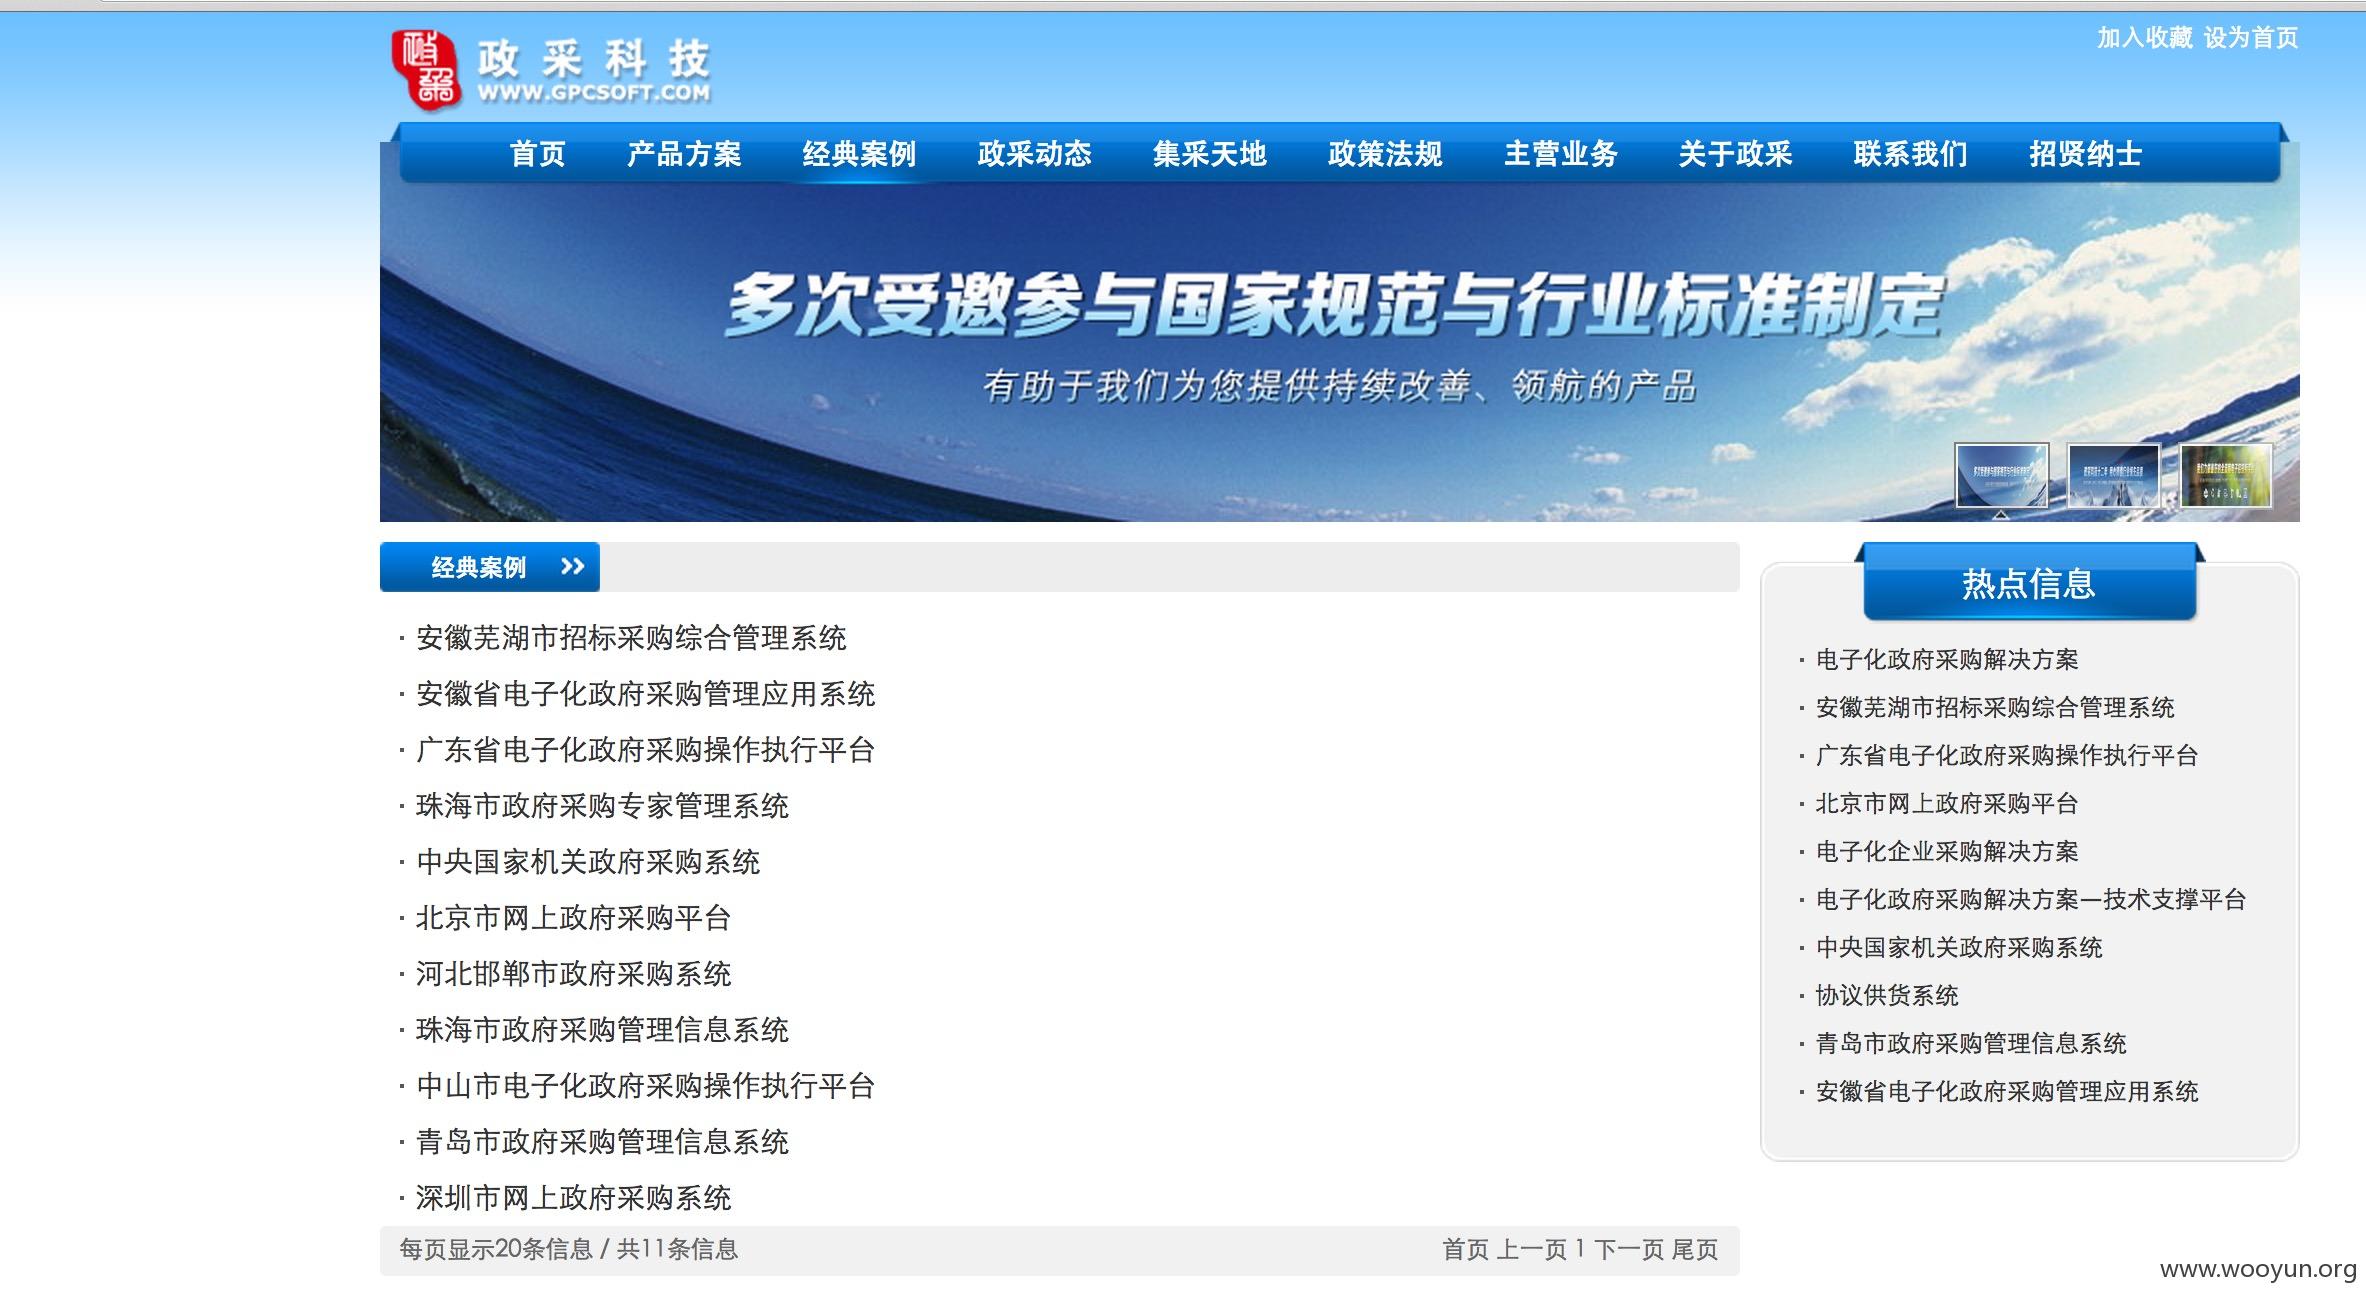 加入收藏 设为首页
政采科技
WWW.GPCSOFT.COM
首页 产品方案 经典案例 政采动态 集采天地 政策法规 主营业务 关于政采 联系我们 招贤纳士
多次受邀参与国家规范与行业标准制定
有助于我们为您提供持续改善、领航的产品
经典案例
· 安徽芜湖市招标采购综合管理系统
· 安徽省电子化政府采购管理应用系统
· 广东省电子化政府采购操作执行平台
· 珠海市政府采购专家管理系统
· 中央国家机关政府采购系统
· 北京市网上政府采购平台
· 河北邯郸市政府采购系统
· 珠海市政府采购管理信息系统
· 中山市电子化政府采购操作执行平台
· 青岛市政府采购管理信息系统
· 深圳市网上政府采购系统
每页显示20条信息 / 共11条信息
首页 上一页 1 下一页 尾页
热点信息
· 电子化政府采购解决方案
· 安徽芜湖市招标采购综合管理系统
· 广东省电子化政府采购操作执行平台
· 北京市网上政府采购平台
· 电子化企业采购解决方案
· 电子化政府采购解决方案—技术支撑平台
· 中央国家机关政府采购系统
· 协议供货系统
· 青岛市政府采购管理信息系统
· 安徽省电子化政府采购管理应用系统
www.wooyun.org